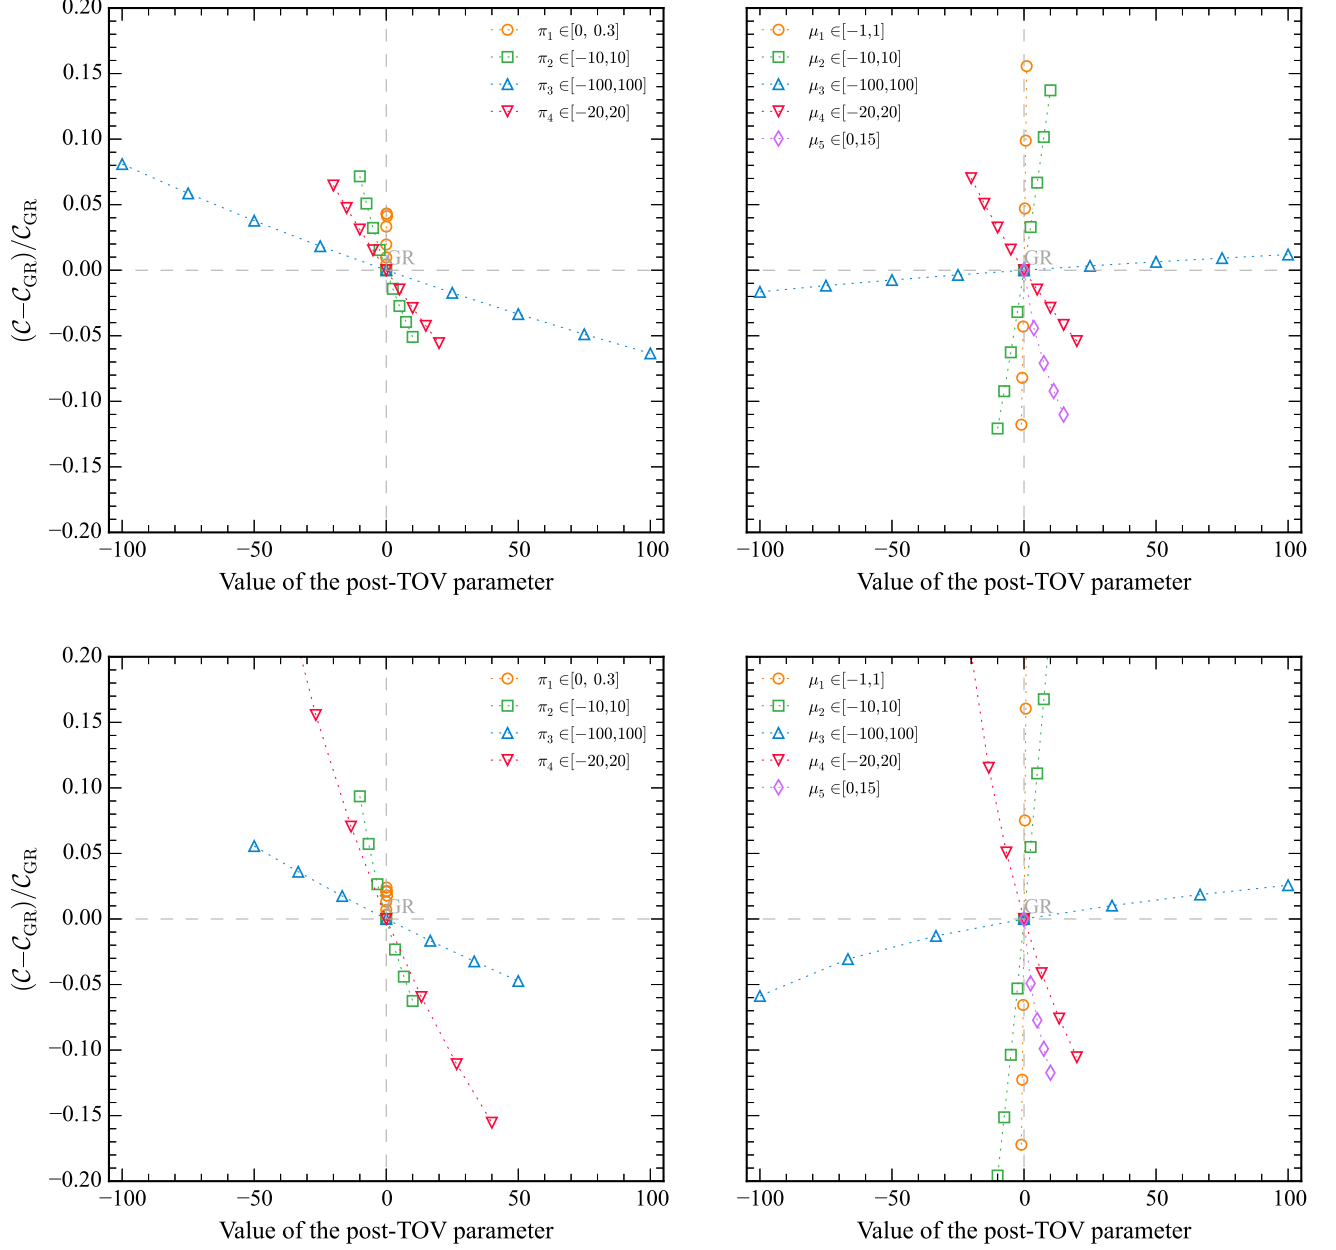 0.20
0.15
0.10
0.05
0.00
−0.05
−0.10
−0.15
−0.20
(𝒞−𝒞_GR)/𝒞_GR
π₁ ∈[0, 0.3]
π₂ ∈[−10,10]
π₃ ∈[−100,100]
π₄ ∈[−20,20]
GR
−100 −50 0 50 100
Value of the post-TOV parameter
μ₁ ∈[−1,1]
μ₂ ∈[−10,10]
μ₃ ∈[−100,100]
μ₄ ∈[−20,20]
μ₅ ∈[0,15]
GR
−100 −50 0 50 100
Value of the post-TOV parameter
0.20
0.15
0.10
0.05
0.00
−0.05
−0.10
−0.15
−0.20
(𝒞−𝒞_GR)/𝒞_GR
π₁ ∈[0, 0.3]
π₂ ∈[−10,10]
π₃ ∈[−100,100]
π₄ ∈[−20,20]
GR
−100 −50 0 50 100
Value of the post-TOV parameter
μ₁ ∈[−1,1]
μ₂ ∈[−10,10]
μ₃ ∈[−100,100]
μ₄ ∈[−20,20]
μ₅ ∈[0,15]
GR
−100 −50 0 50 100
Value of the post-TOV parameter